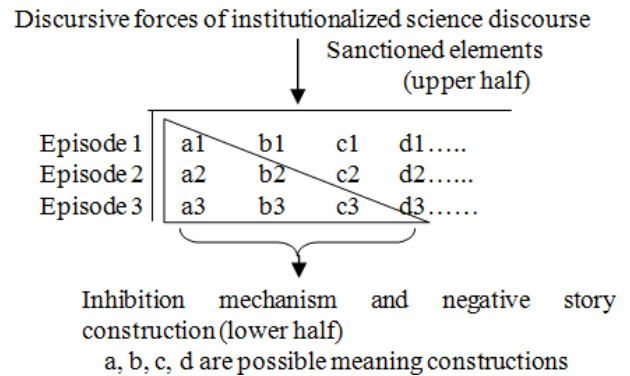 Discursive forces of institutionalized science discourse
Sanctioned elements
(upper half)
Episode 1 a1 b1 c1 d1.....
Episode 2 a2 b2 c2 d2......
Episode 3 a3 b3 c3 d3......
Inhibition mechanism and negative story
construction (lower half)
a, b, c, d are possible meaning constructions